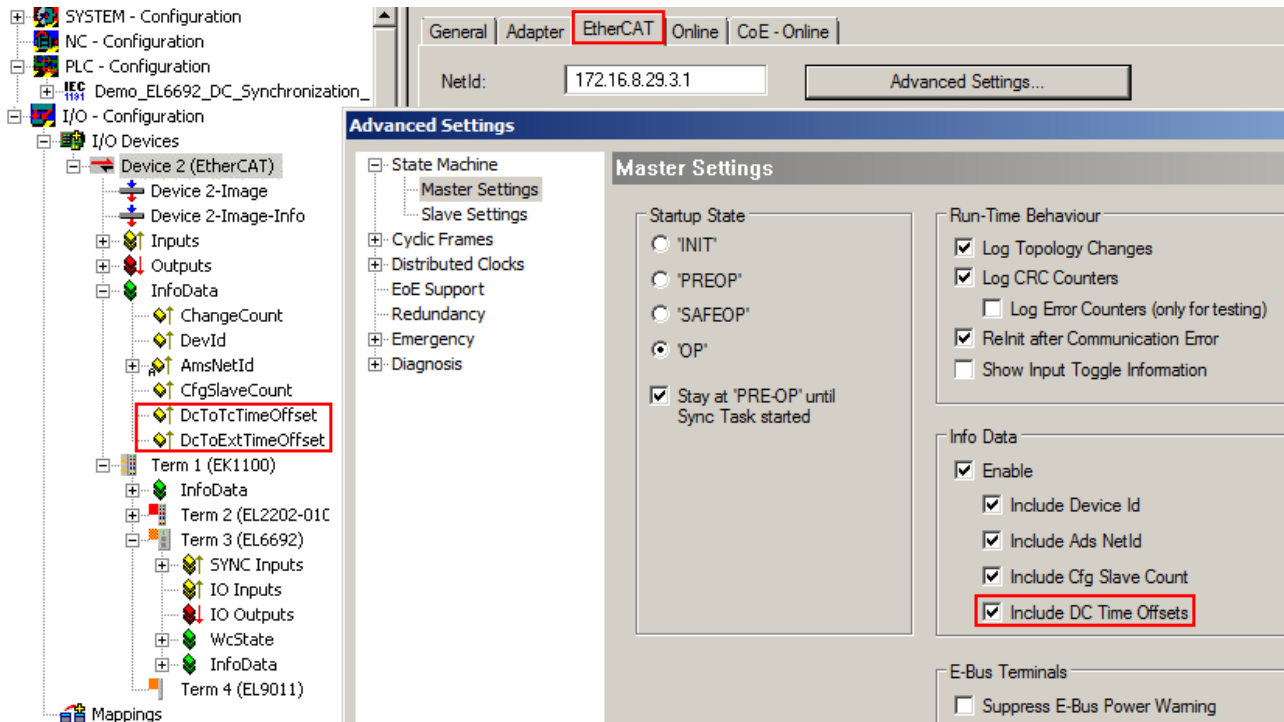 SYSTEM - Configuration
NC - Configuration
PLC - Configuration
IEC 1131 Demo_EL6692_DC_Synchronization_
I/O - Configuration
I/O Devices
Device 2 (EtherCAT)
Device 2-Image
Device 2-Image-Info
Inputs
Outputs
InfoData
ChangeCount
DevId
AmsNetId
CfgSlaveCount
DcToTcTimeOffset
DcToExtTimeOffset
Term 1 (EK1100)
InfoData
Term 2 (EL2202-010
Term 3 (EL6692)
SYNC Inputs
IO Inputs
IO Outputs
WcState
InfoData
Term 4 (EL9011)
Mappings
General Adapter EtherCAT Online CoE - Online
NetId: 172.16.8.29.3.1 Advanced Settings...
Advanced Settings
State Machine
Master Settings
Slave Settings
Cyclic Frames
Distributed Clocks
EoE Support
Redundancy
Emergency
Diagnosis
Master Settings
Startup State
'INIT'
'PREOP'
'SAFEOP'
'OP'
Stay at 'PRE-OP' until
Sync Task started
Run-Time Behaviour
Log Topology Changes
Log CRC Counters
Log Error Counters (only for testing)
ReInit after Communication Error
Show Input Toggle Information
Info Data
Enable
Include Device Id
Include Ads NetId
Include Cfg Slave Count
Include DC Time Offsets
E-Bus Terminals
Suppress E-Bus Power Warning